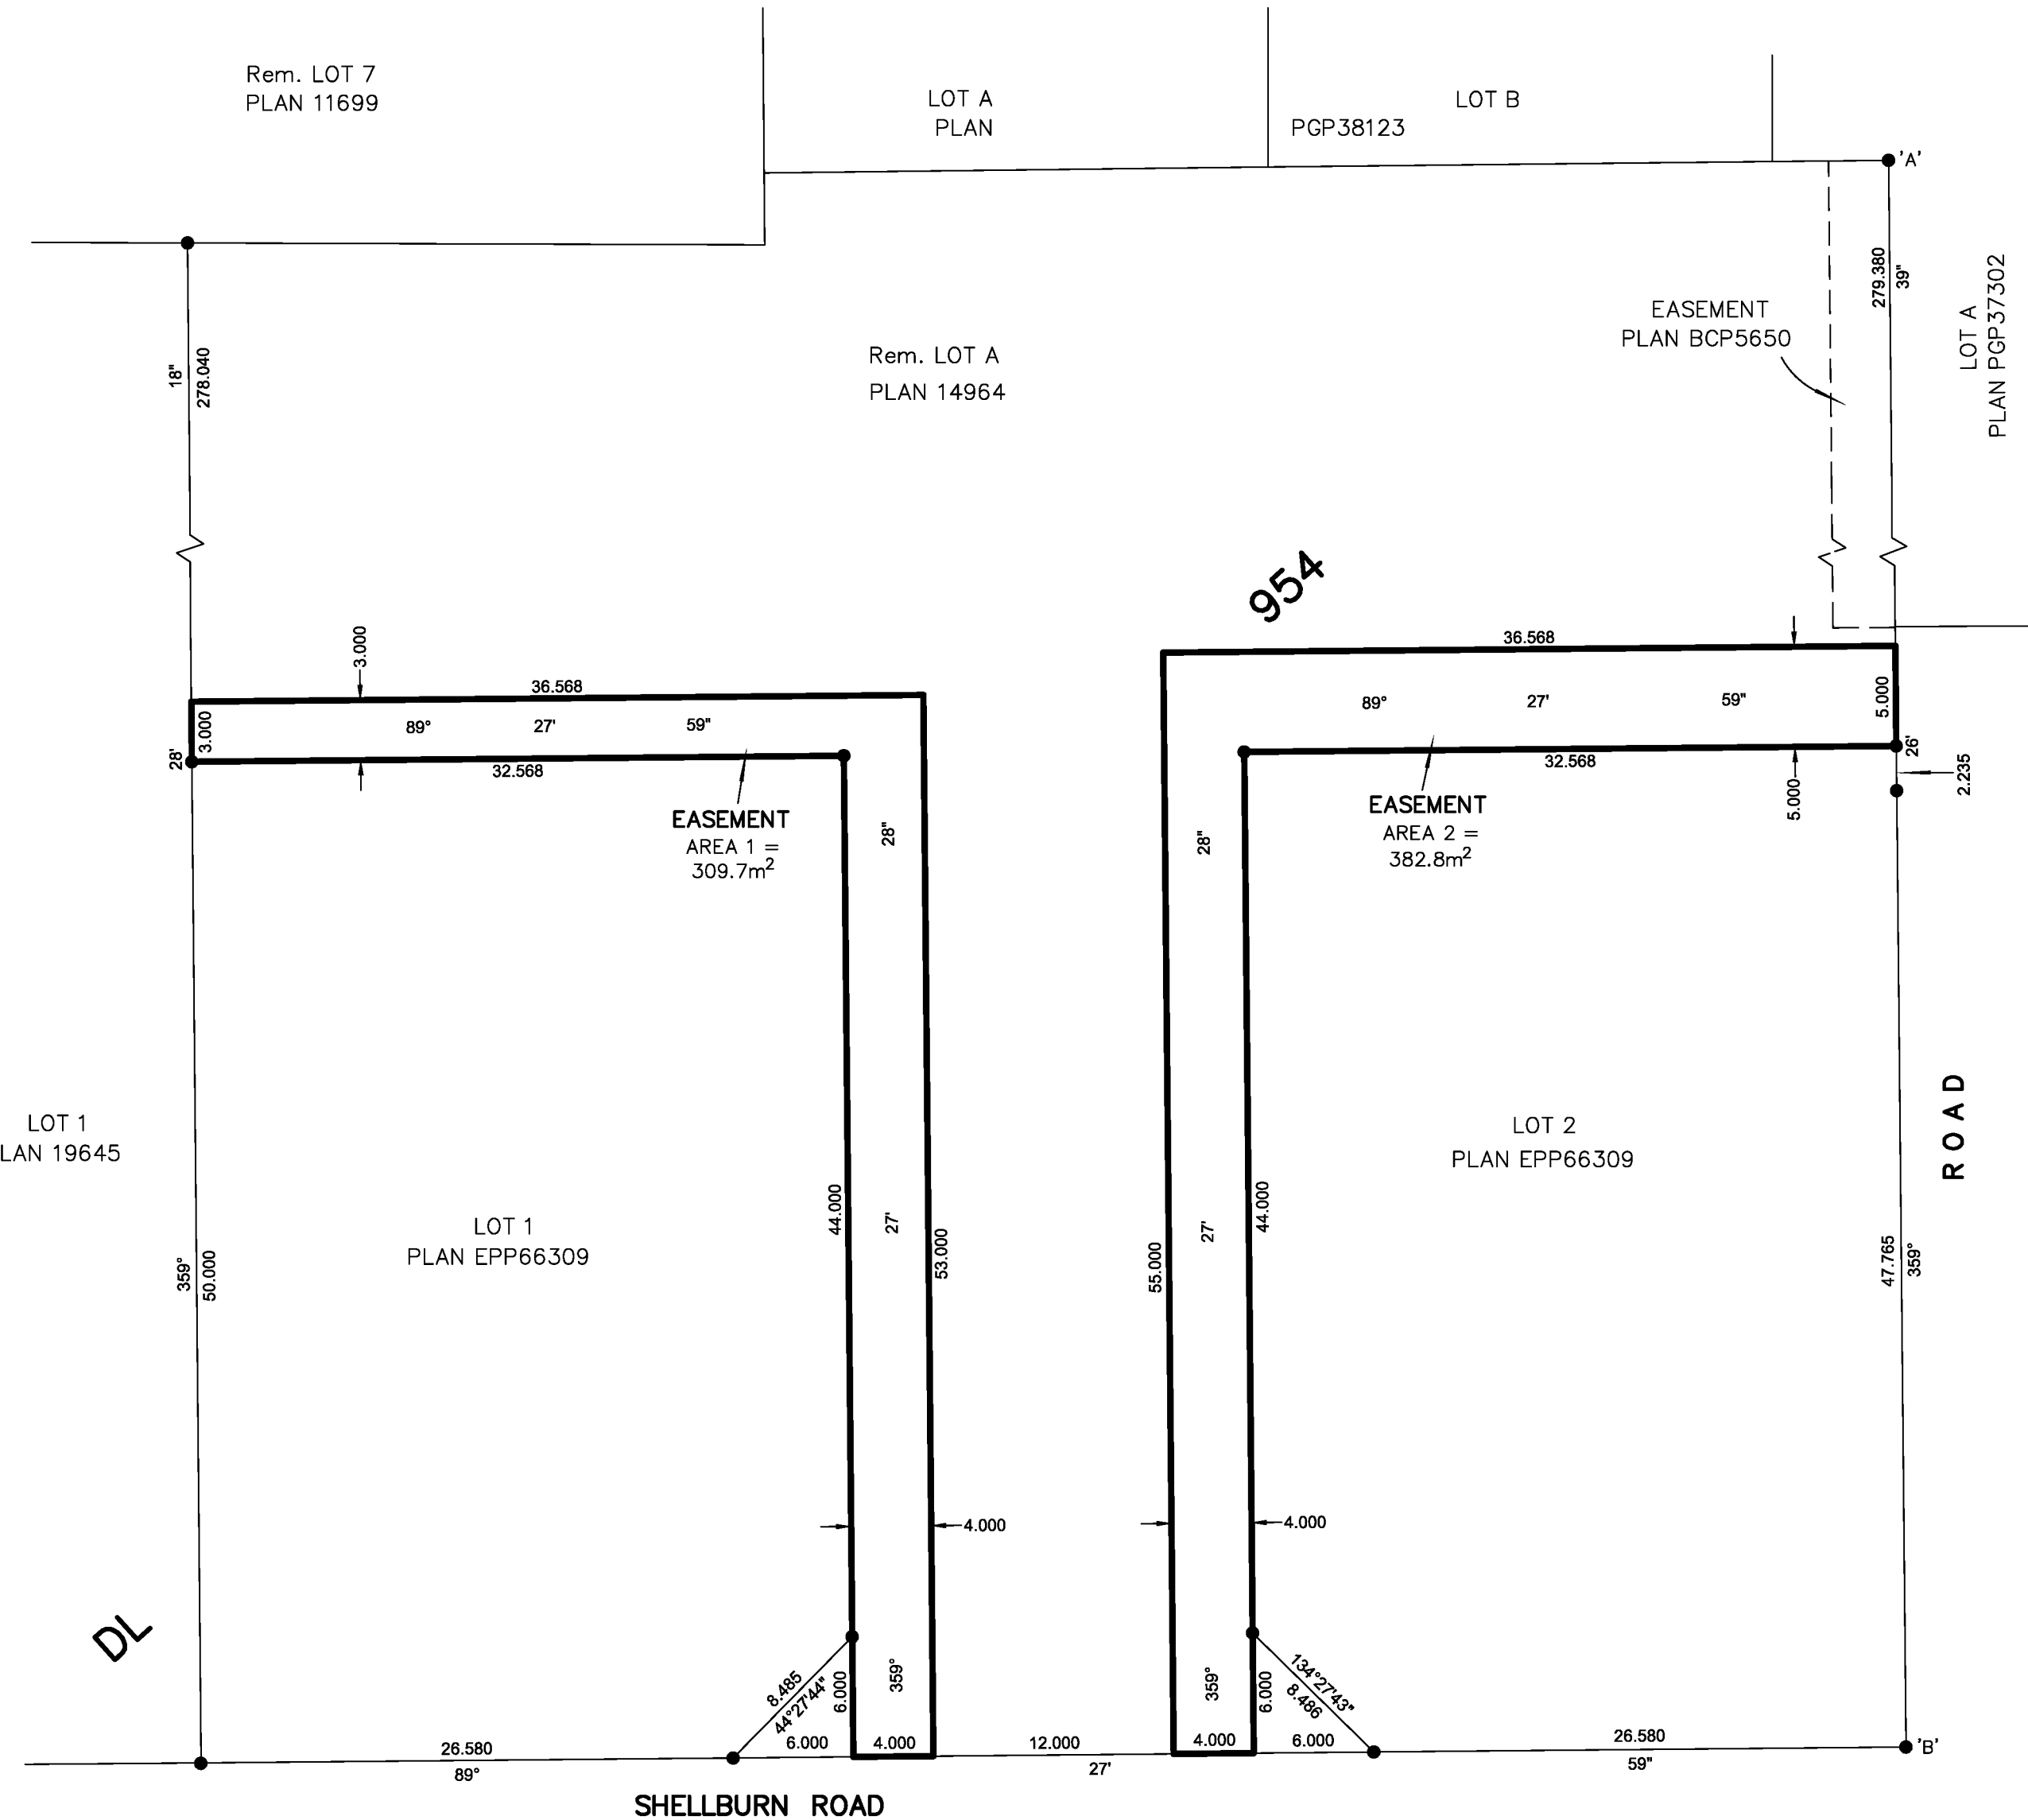 Rem. LOT 7
PLAN 11699
LOT A
PLAN
LOT B
PGP38123
'A'
279.380
39"
LOT A
PLAN PGP37302
EASEMENT
PLAN BCP5650
Rem. LOT A
PLAN 14964
18"
278.040
954
3.000
36.568
36.568
3.000
89° 27' 59"
89° 27' 59"
5.000
28'
32.568
32.568
26'
2.235
5.000
EASEMENT
AREA 1 =
309.7m²
28"
28"
EASEMENT
AREA 2 =
382.8m²
ROAD
LOT 1
LAN 19645
LOT 1
PLAN EPP66309
LOT 2
PLAN EPP66309
359°
50.000
44.000
27'
53.000
55.000
27'
44.000
47.765
359°
4.000
4.000
DL
8.485
44°27'44"
6.000
359°
359°
6.000
134°27'43"
8.486
26.580
6.000
4.000
12.000
4.000
6.000
26.580
'B'
89°
27'
59"
SHELLBURN ROAD